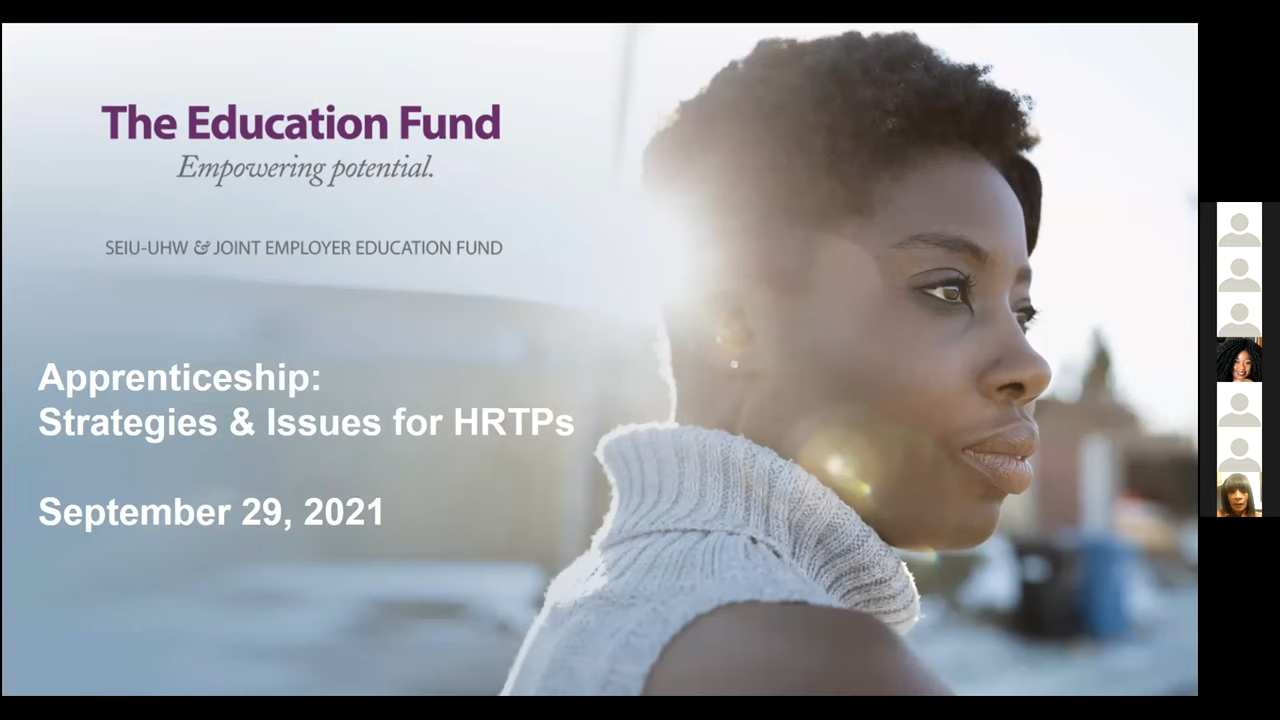 The Education Fund
Empowering potential.
SEIU-UHW & JOINT EMPLOYER EDUCATION FUND
Apprenticeship:
Strategies & Issues for HRTPs
September 29, 2021